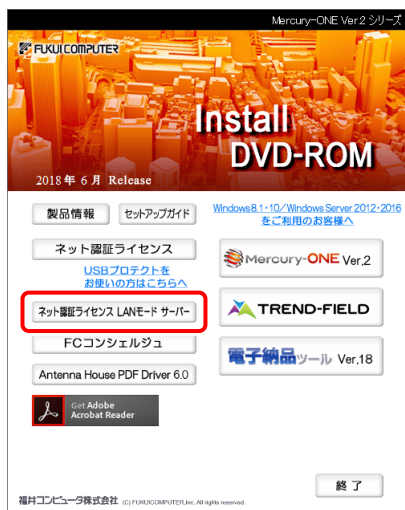 Mercury-ONE Ver.2 シリーズ
FUKUI COMPUTER
Install
DVD-ROM
2018 年 6 月 Release
製品情報
セットアップガイド
Windows8.1・10／Windows Server 2012・2016
をご利用のお客様へ
ネット認証ライセンス
USBプロテクトを
お使いの方はこちらへ
Mercury-ONE Ver.2
ネット認証ライセンス LANモード サーバー
TREND-FIELD
FCコンシェルジュ
電子納品ツール Ver.18
Antenna House PDF Driver 6.0
Get Adobe
Acrobat Reader
終 了
福井コンピュータ株式会社 (C) FUKUI COMPUTER,Inc. All rights reserved.